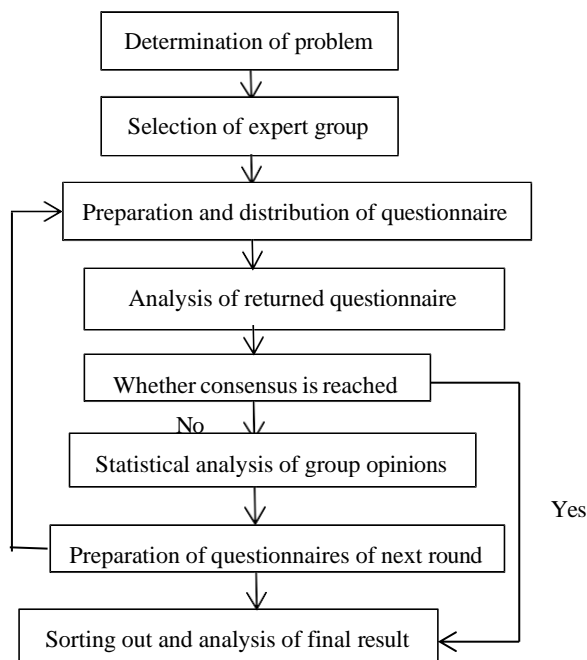 Determination of problem
Selection of expert group
Preparation and distribution of questionnaire
Analysis of returned questionnaire
Whether consensus is reached
No
Statistical analysis of group opinions
Yes
Preparation of questionnaires of next round
Sorting out and analysis of final result